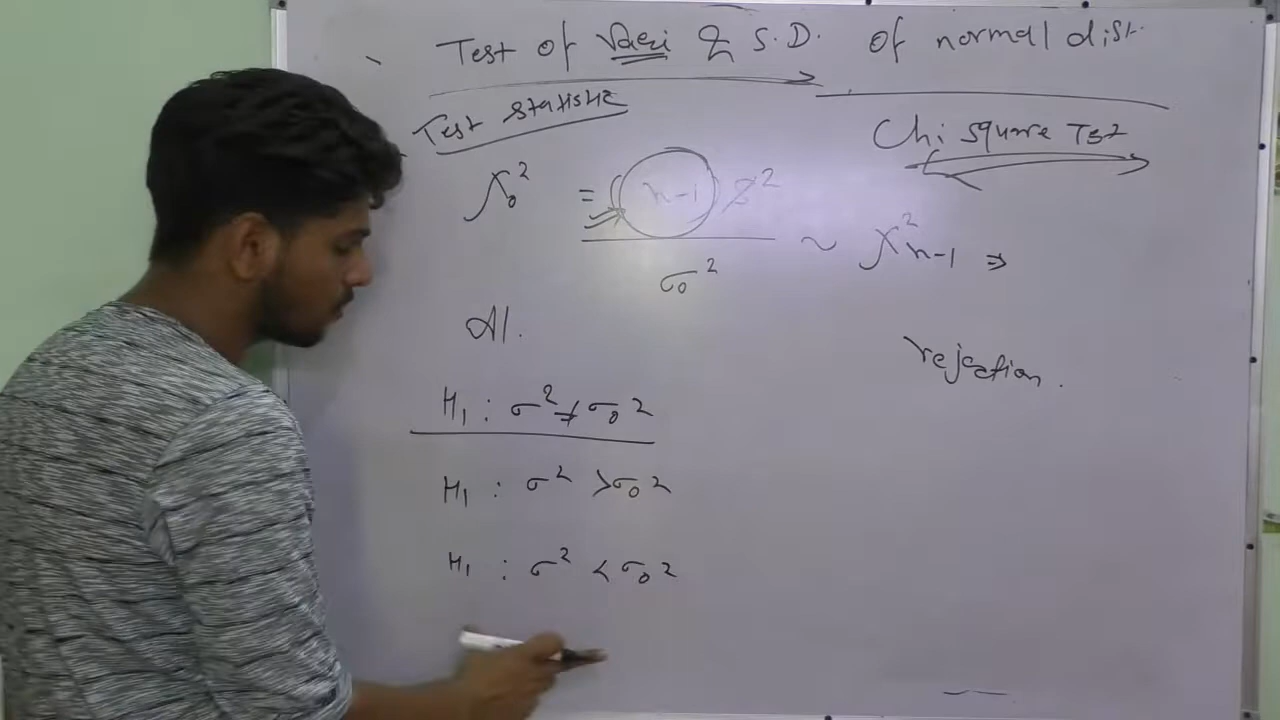 Test of Vari & S.D. of normal dist.
Test statistic
Chi square Test
χ₀² = (n-1) s² / σ₀² ~ χ²n-1 ⇒
Al.
rejection.
H₁ : σ² ≠ σ₀²
H₁ : σ² > σ₀²
H₁ : σ² < σ₀²